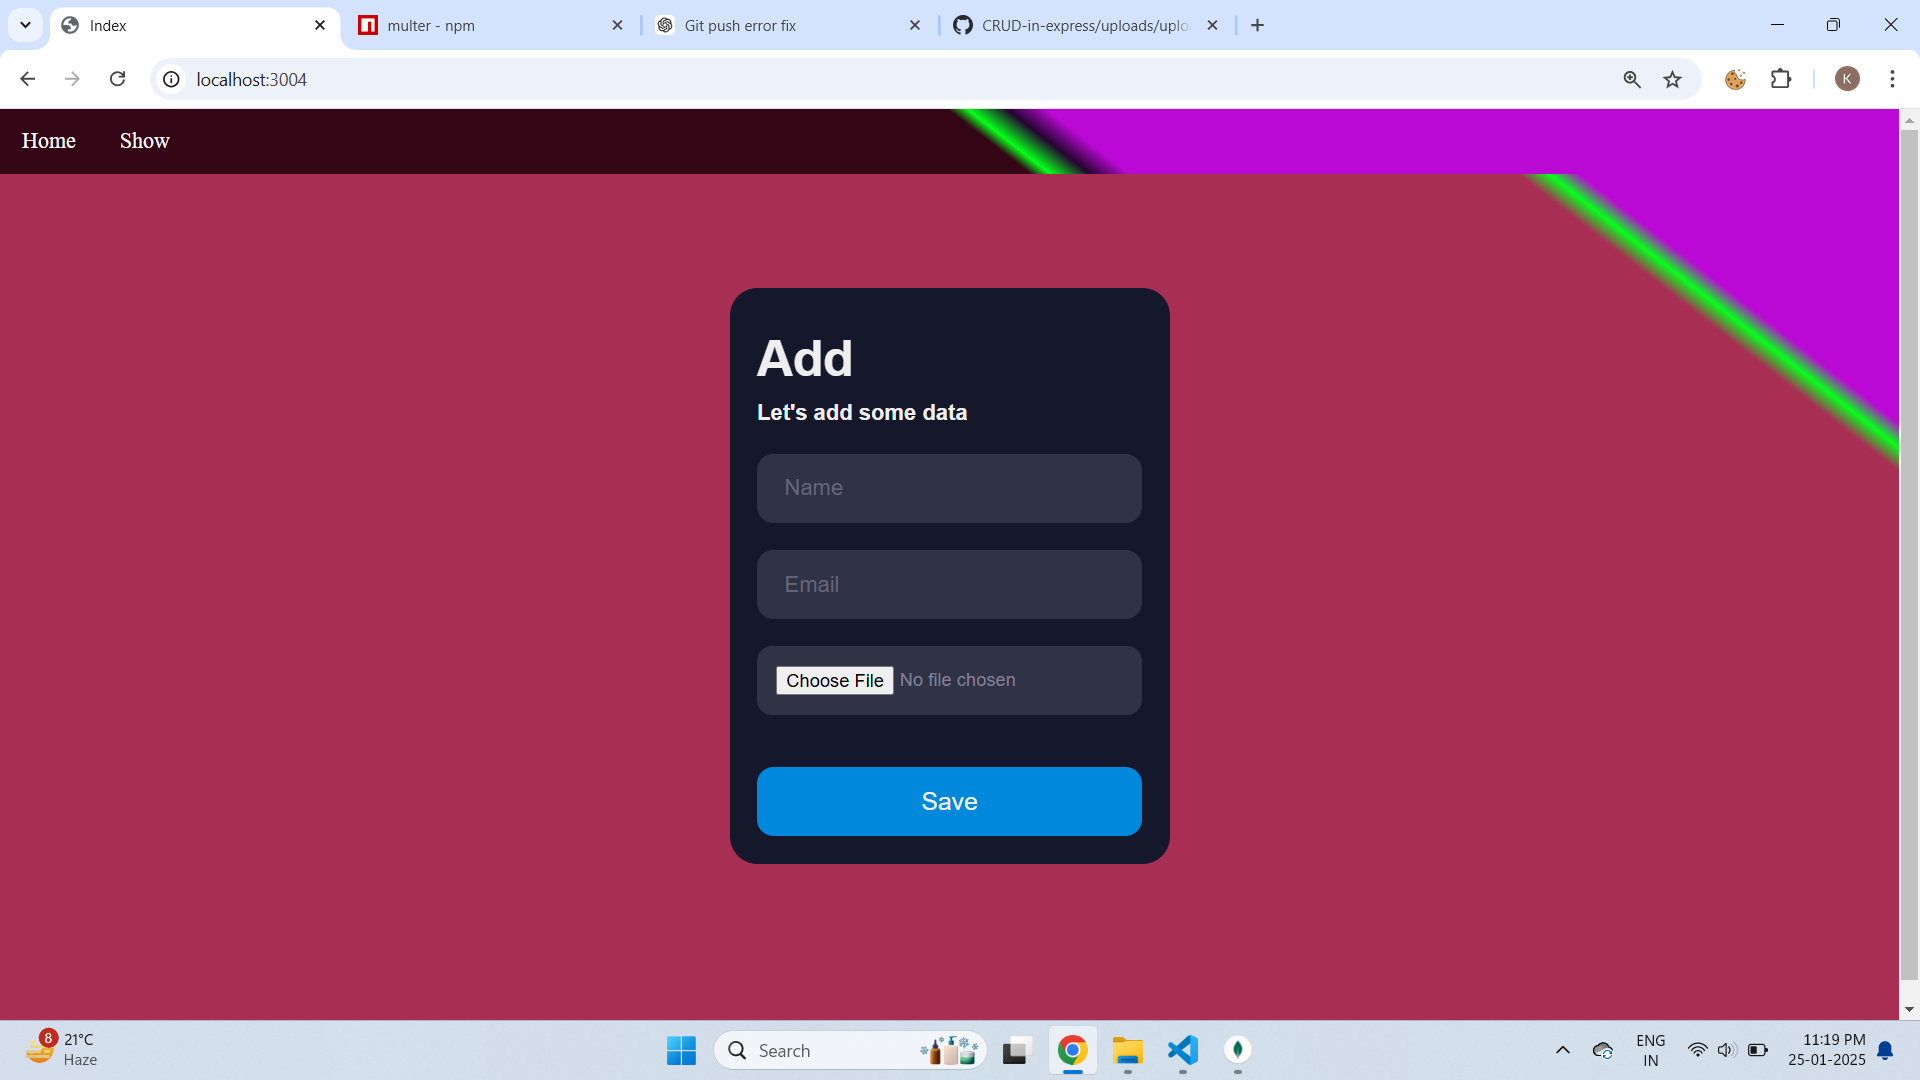 Index
multer - npm
Git push error fix
CRUD-in-express/uploads/uplo
localhost:3004
K
Home
Show
Add
Let's add some data
Name
Email
Choose File No file chosen
Save
8
21°C
Haze
Search
ENG
IN
11:19 PM
25-01-2025